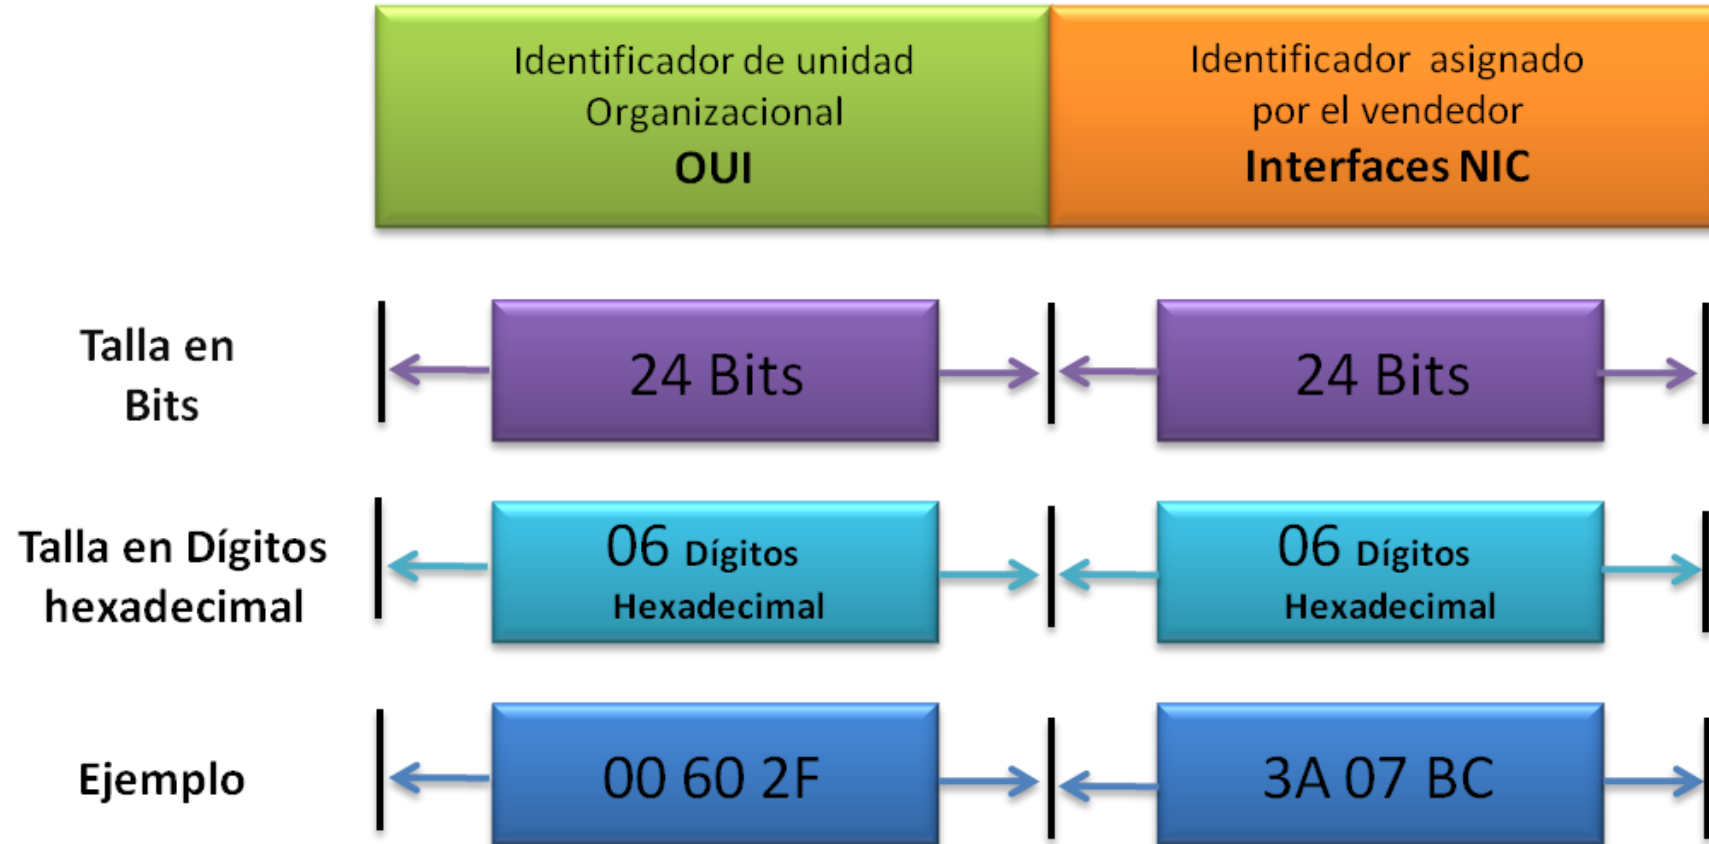 Identificador de unidad
Organizacional
OUI
Identificador asignado
por el vendedor
Interfaces NIC
Talla en
Bits
24 Bits
24 Bits
Talla en Dígitos
hexadecimal
06 Dígitos
Hexadecimal
06 Dígitos
Hexadecimal
Ejemplo
00 60 2F
3A 07 BC